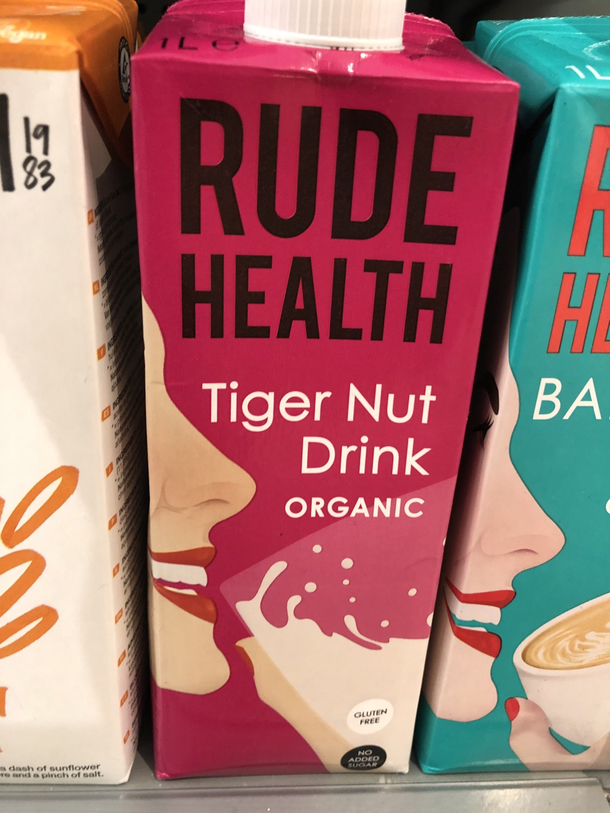 19
83
a dash of sunflower
and a pinch of salt.
1L e
RUDE
HEALTH
Tiger Nut
Drink
ORGANIC
GLUTEN
FREE
NO
ADDED
SUGAR
BA